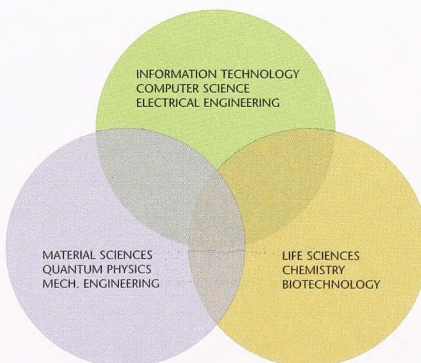 INFORMATION TECHNOLOGY
COMPUTER SCIENCE
ELECTRICAL ENGINEERING
MATERIAL SCIENCES
QUANTUM PHYSICS
MECH. ENGINEERING
LIFE SCIENCES
CHEMISTRY
BIOTECHNOLOGY